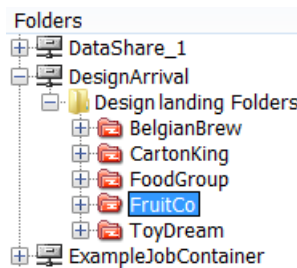 Folders
DataShare_1
DesignArrival
Design landing Folders
BelgianBrew
CartonKing
FoodGroup
FruitCo
ToyDream
ExampleJobContainer